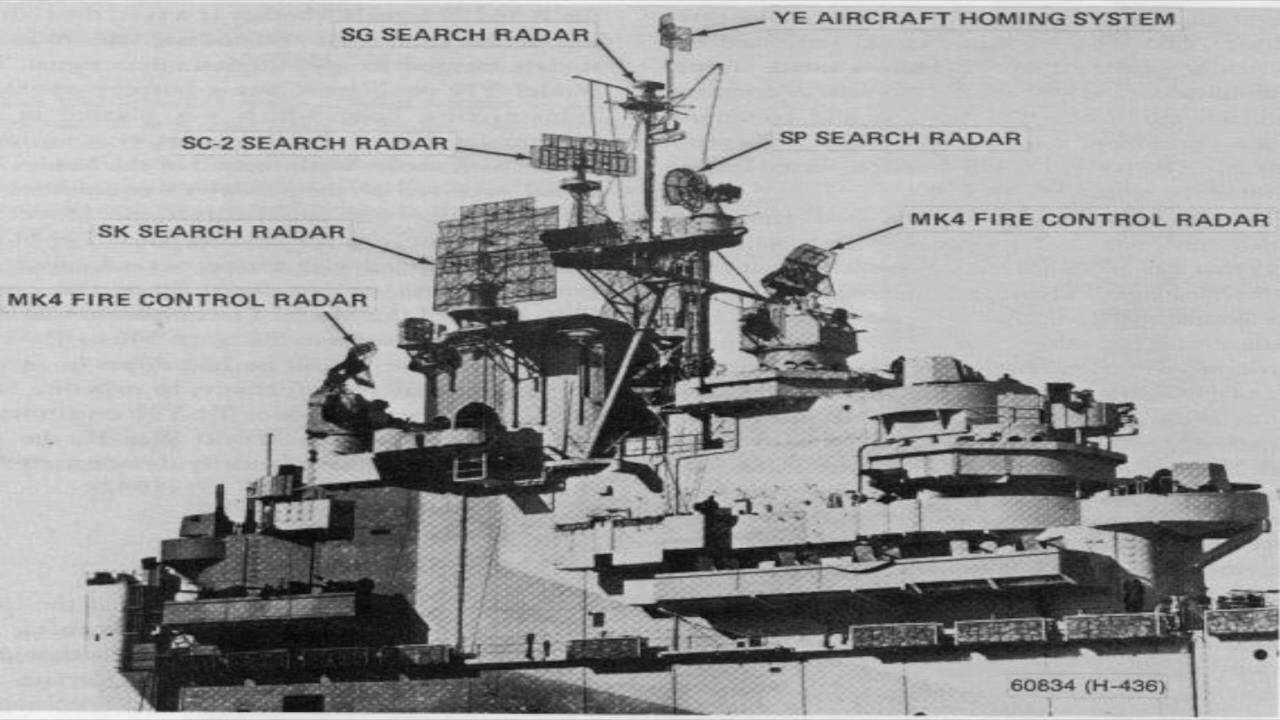 YE AIRCRAFT HOMING SYSTEM
SG SEARCH RADAR
SC-2 SEARCH RADAR
SP SEARCH RADAR
MK4 FIRE CONTROL RADAR
SK SEARCH RADAR
MK4 FIRE CONTROL RADAR
60834 (H-436)